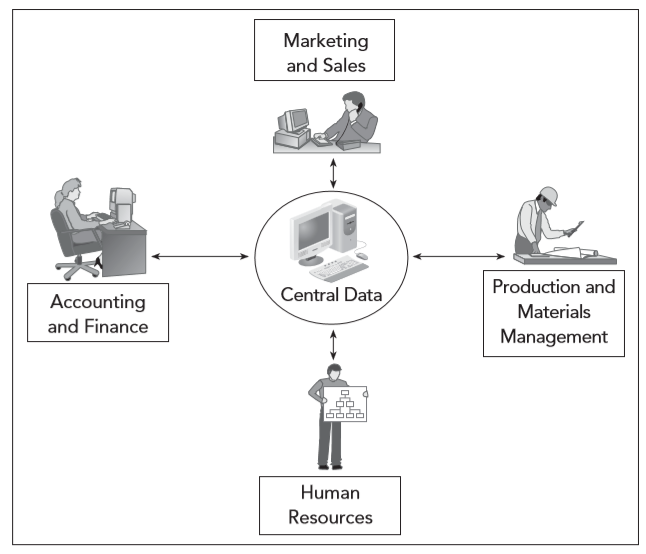 Marketing
and Sales
Central Data
Accounting
and Finance
Production and
Materials
Management
Human
Resources